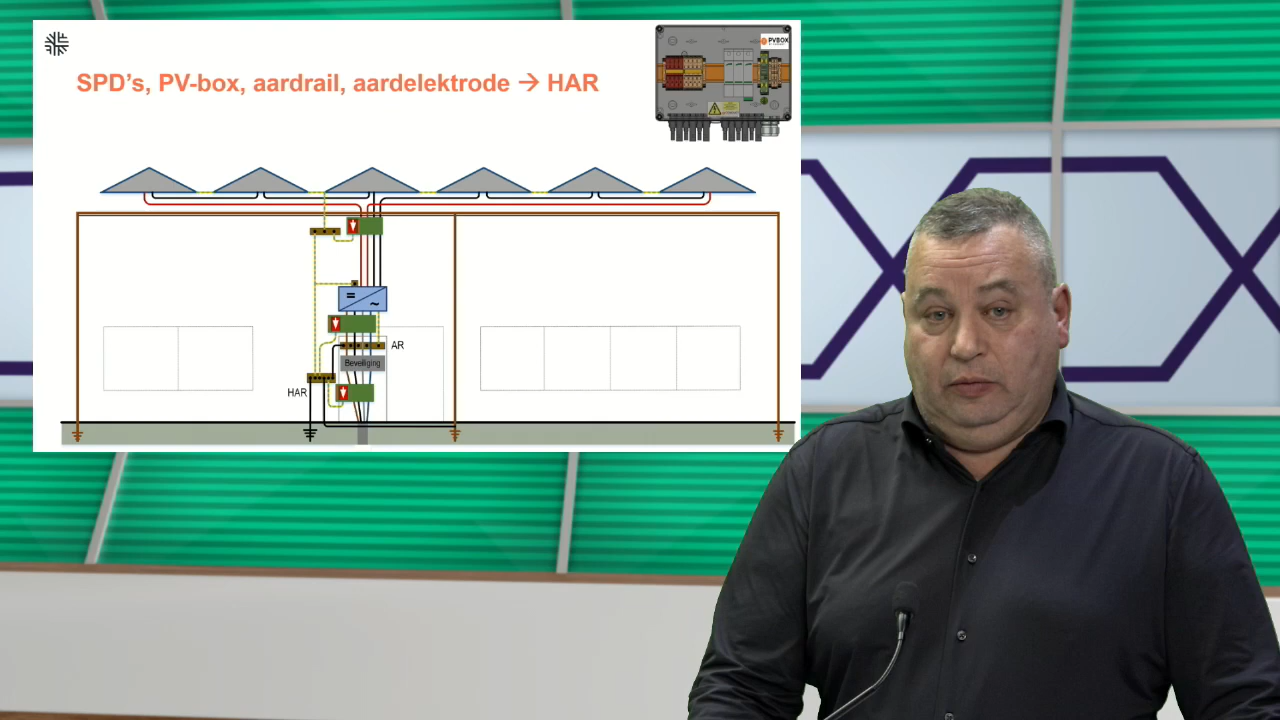 SPD's, PV-box, aardrail, aardelektrode → HAR
PVBOX
AR
Beveiliging
HAR